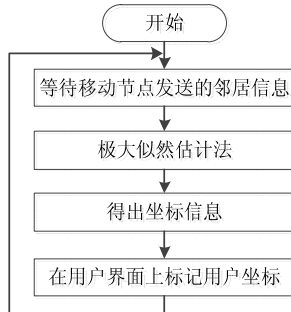 开始
等待移动节点发送的邻居信息
极大似然估计法
得出坐标信息
在用户界面上标记用户坐标